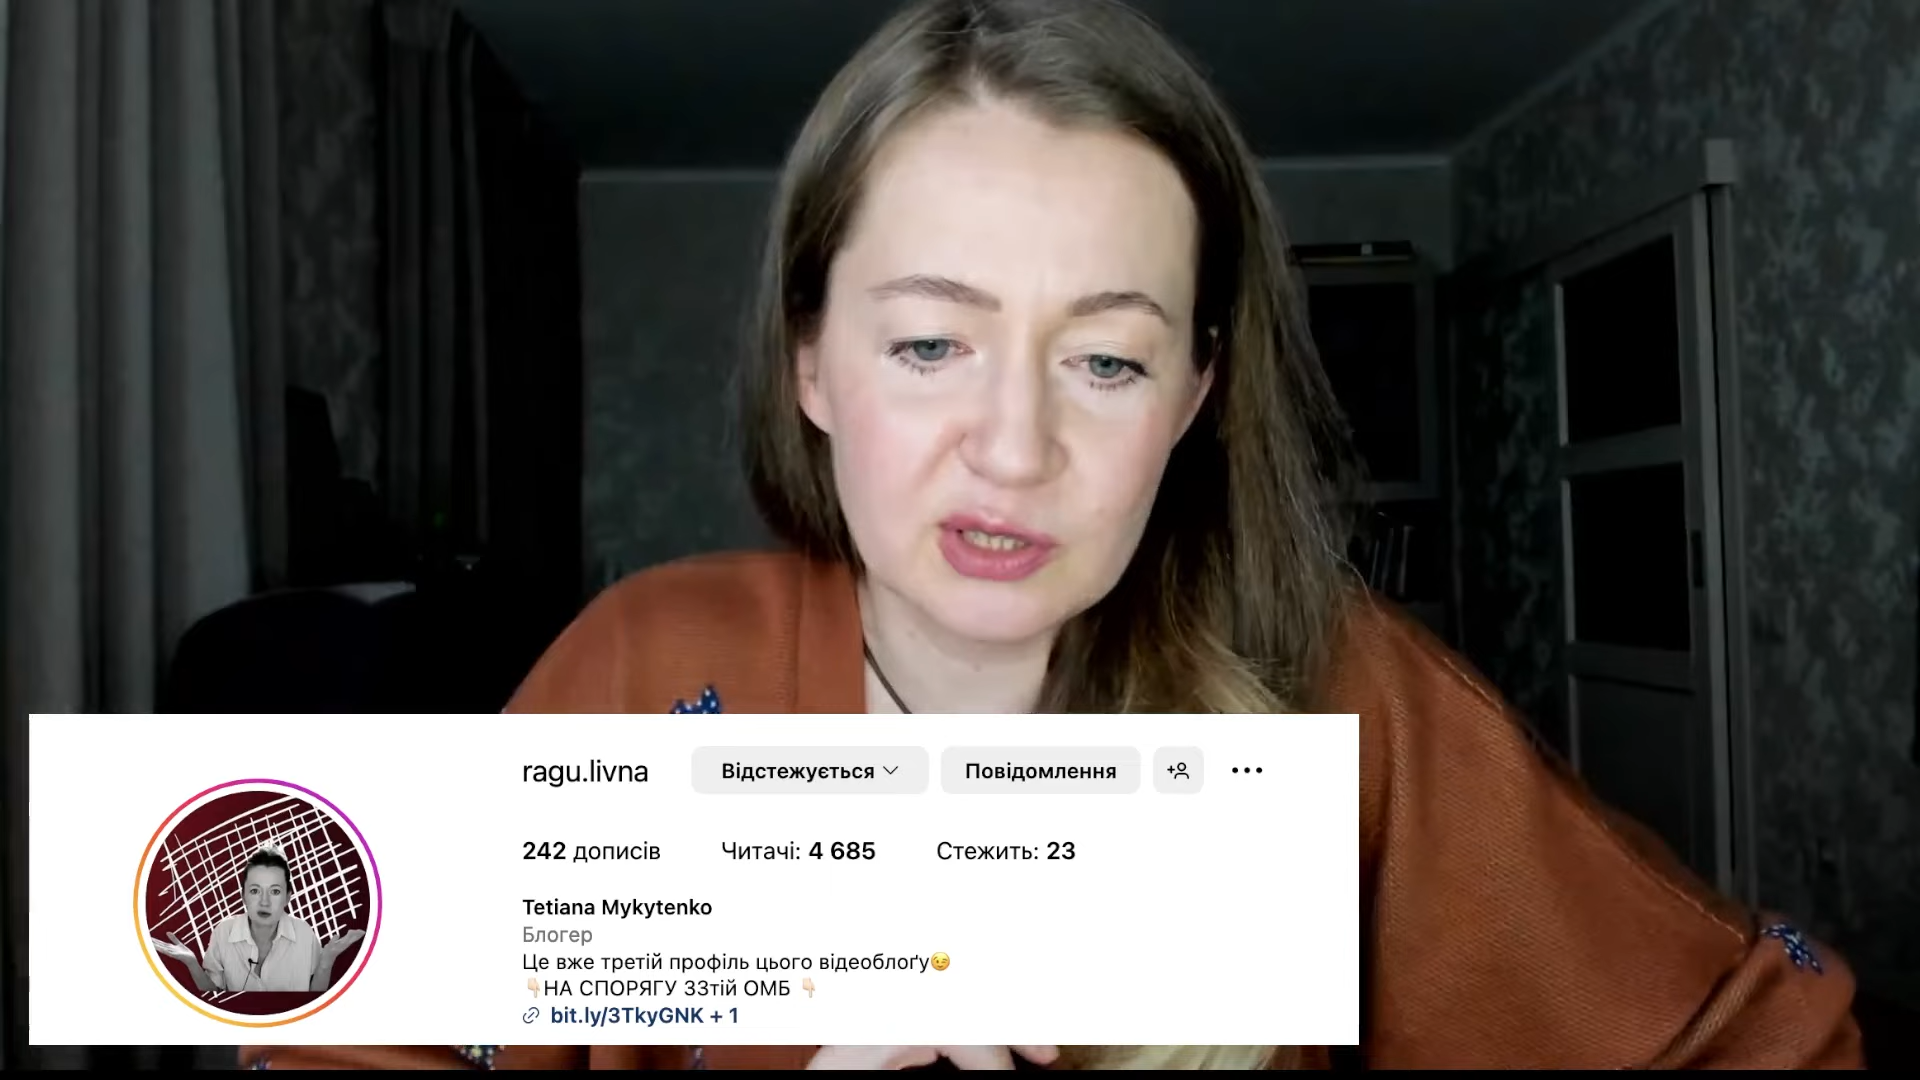 ragu.livna Відстежується Повідомлення
242 дописів Читачі: 4 685 Стежить: 23
Tetiana Mykytenko
Блогер
Це вже третій профіль цього відеоблоґу😉
👇🏻НА СПОРЯГУ 33тій ОМБ 👇🏻
bit.ly/3TkyGNK + 1